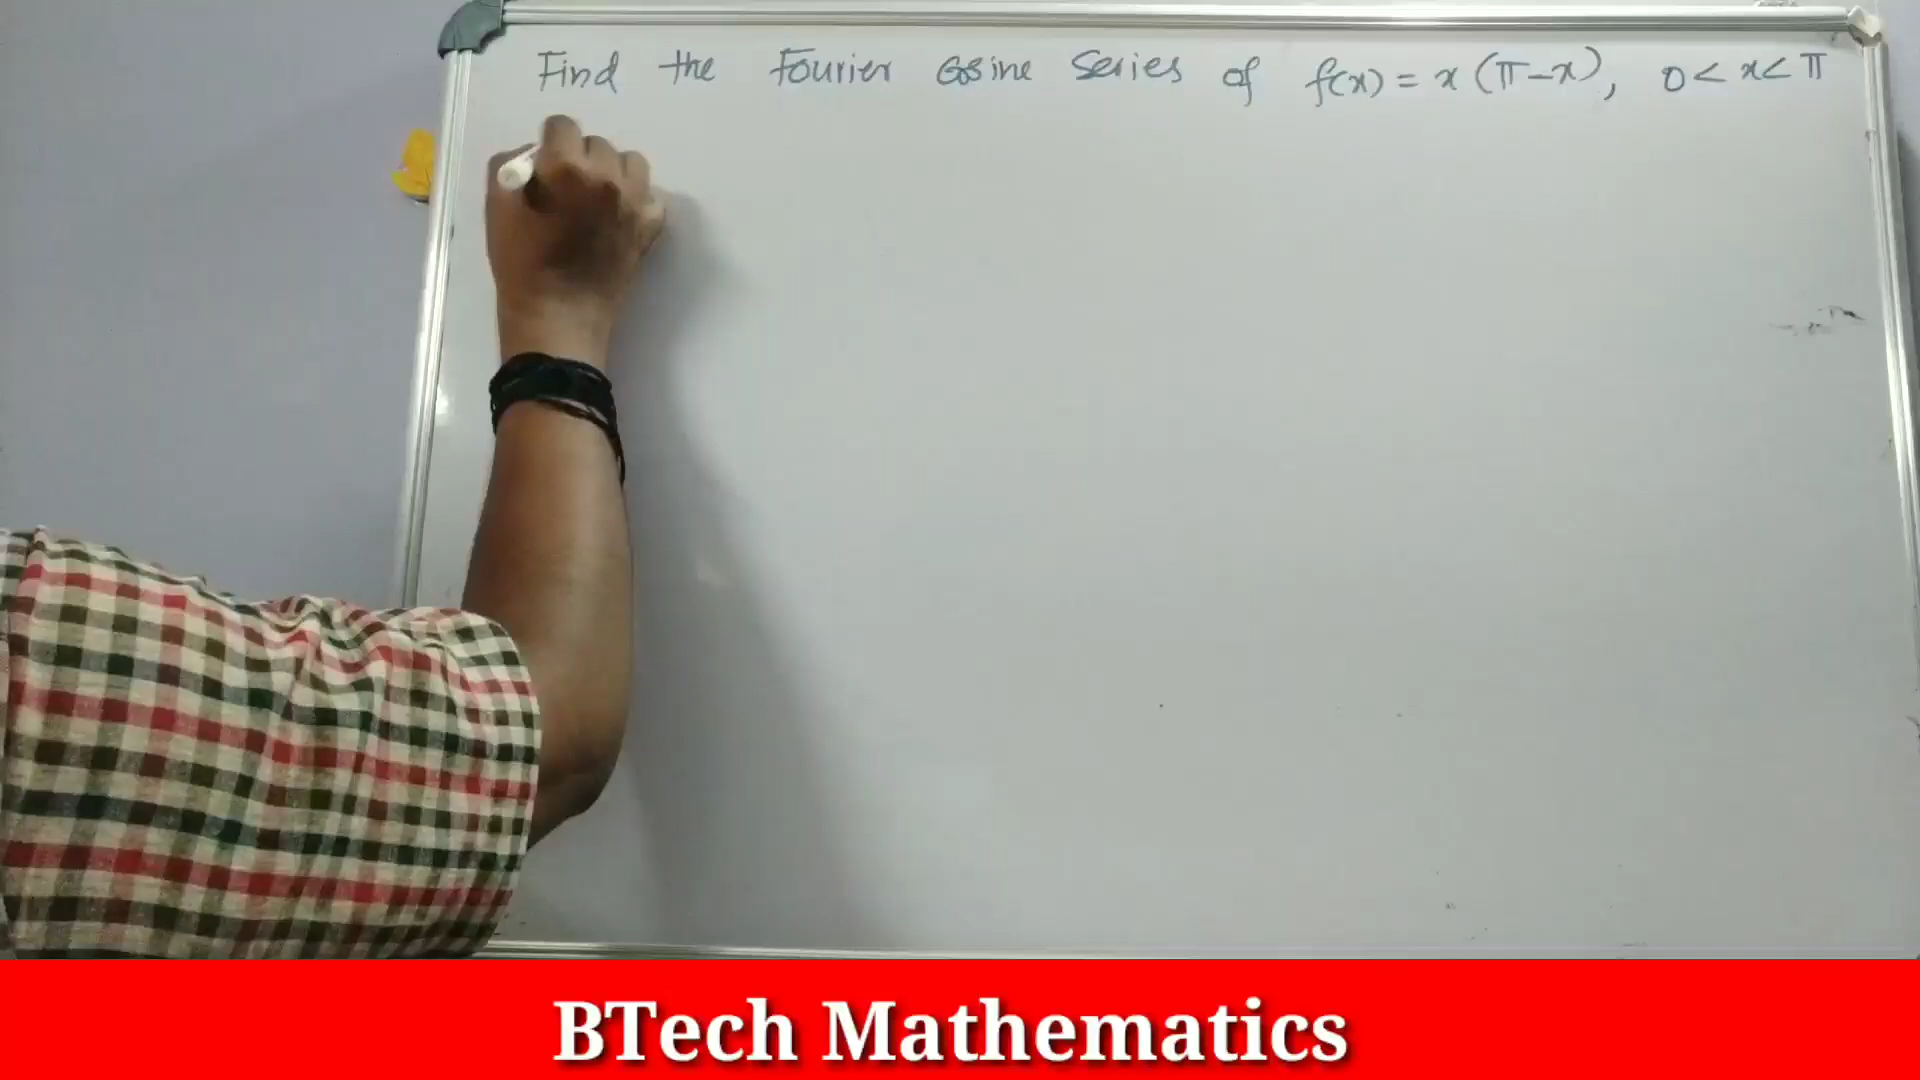 Find the Fourier Cosine Series of f(x) = x (π-x), 0 < x < π
BTech Mathematics